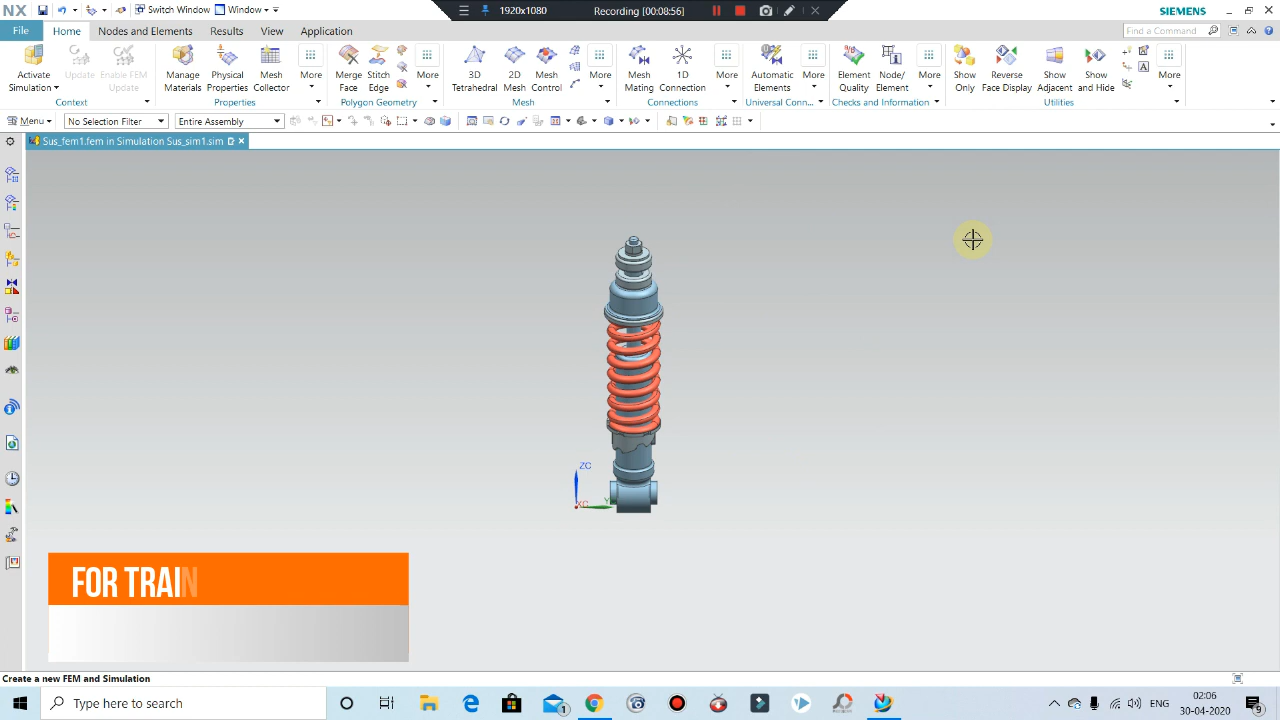 NX
Switch Window
Window
1920x1080
Recording [00:08:56]
SIEMENS
File
Home
Nodes and Elements
Results
View
Application
Find a Command
Activate Simulation
Update
Enable FEM Update
Manage Materials
Physical Properties
Mesh Collector
More
Merge Face
Stitch Edge
More
3D Tetrahedral
2D Mesh
Mesh Control
More
Mesh Mating
1D Connection
More
Automatic Elements
More
Element Quality
Node/ Element
More
Show Only
Reverse Face Display
Show Adjacent
Show and Hide
More
Context
Properties
Polygon Geometry
Mesh
Connections
Universal Conn...
Checks and Information
Utilities
Menu
No Selection Filter
Entire Assembly
Sus_fem1.fem in Simulation Sus_sim1.sim
ZC
XC
Y
FOR TRAIN
Create a new FEM and Simulation
Type here to search
1
ENG
02:06
30-04-2020
9